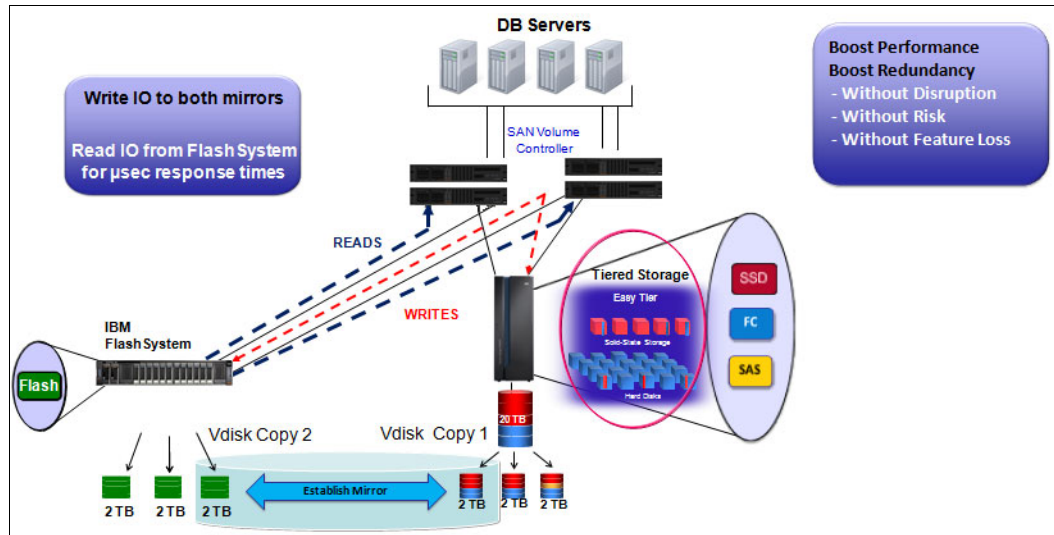 DB Servers
Write IO to both mirrors
Read IO from Flash System
for µsec response times
Boost Performance
Boost Redundancy
- Without Disruption
- Without Risk
- Without Feature Loss
SAN Volume
Controller
READS
WRITES
Tiered Storage
Easy Tier
Solid-State Storage
Hard Disks
SSD
FC
SAS
IBM
Flash System
Flash
20 TB
Vdisk Copy 2
Vdisk Copy 1
Establish Mirror
2 TB
2 TB
2 TB
2 TB
2 TB
2 TB